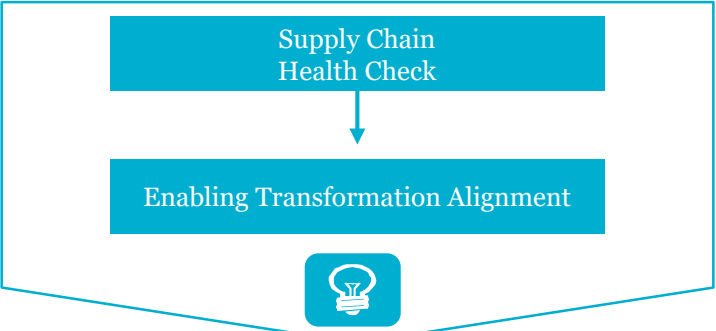 Supply Chain
Health Check
Enabling Transformation Alignment